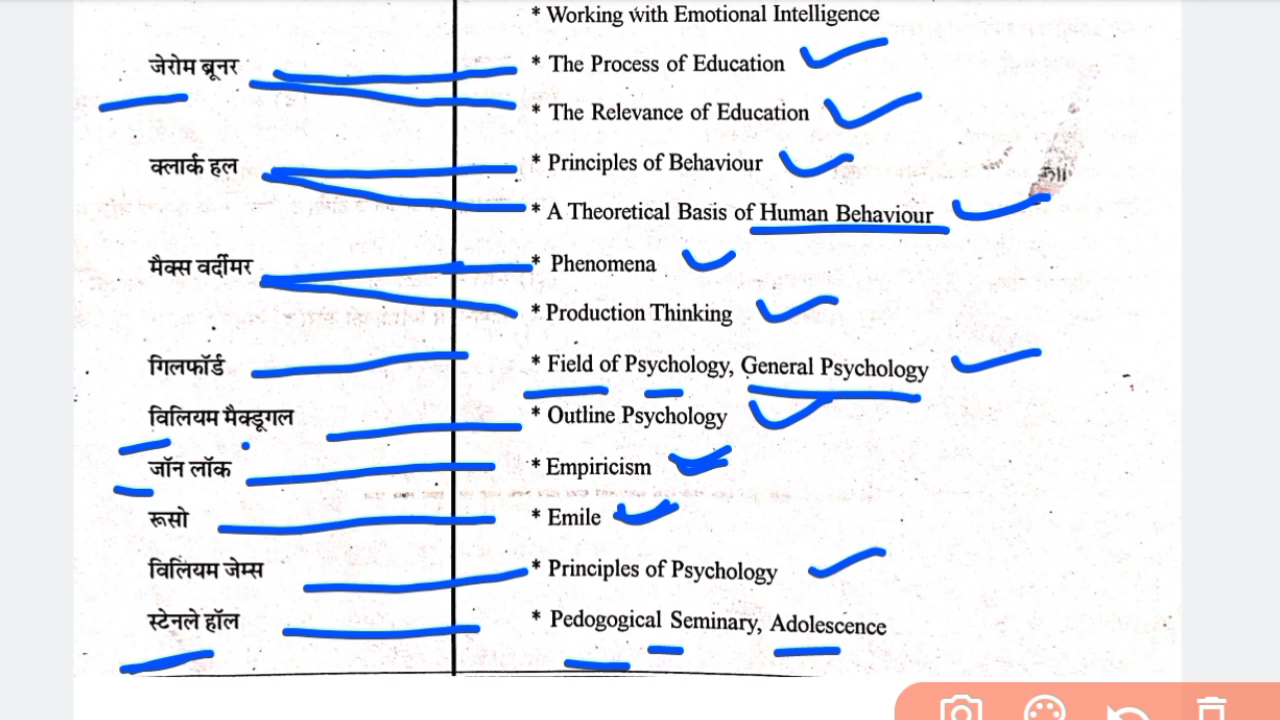 * Working with Emotional Intelligence
जेरोम ब्रूनर * The Process of Education
* The Relevance of Education
क्लार्क हल * Principles of Behaviour
* A Theoretical Basis of Human Behaviour
मैक्स वर्दीमर * Phenomena
* Production Thinking
गिलफॉर्ड * Field of Psychology, General Psychology
विलियम मैक्डूगल * Outline Psychology
जॉन लॉक * Empiricism
रूसो * Emile
विलियम जेम्स * Principles of Psychology
स्टेनले हॉल * Pedogogical Seminary, Adolescence